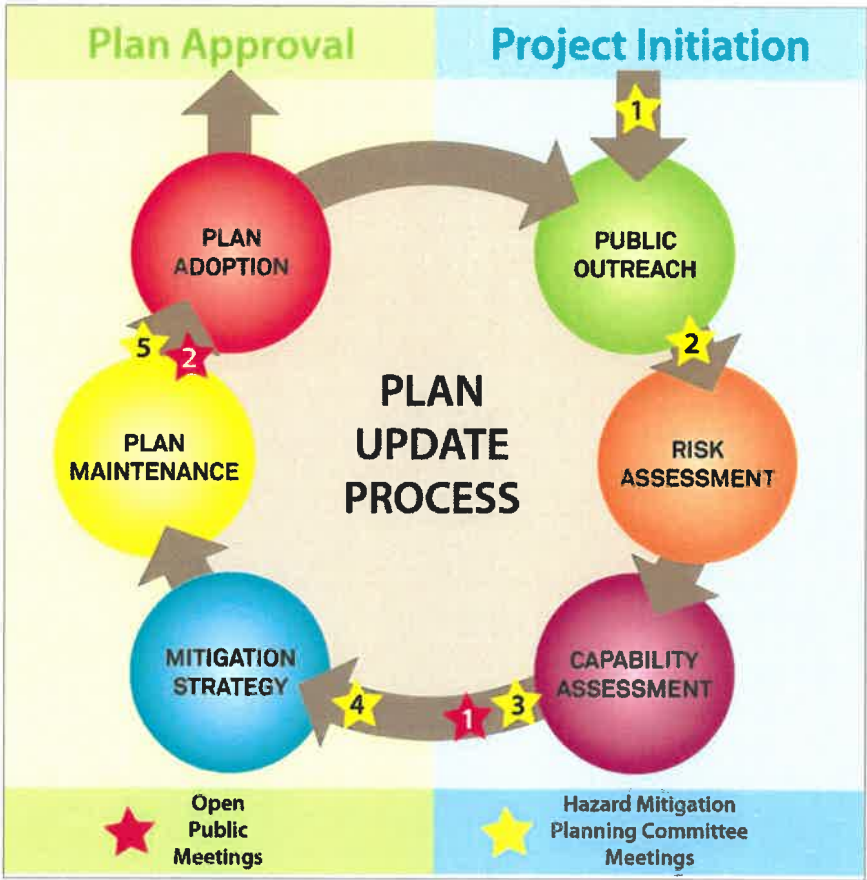 Plan Approval
Project Initiation
1
PLAN
ADOPTION
PUBLIC
OUTREACH
5
2
2
PLAN
UPDATE
PROCESS
PLAN
MAINTENANCE
RISK
ASSESSMENT
MITIGATION
STRATEGY
CAPABILITY
ASSESSMENT
4
1
3
Open
Public
Meetings
Hazard Mitigation
Planning Committee
Meetings